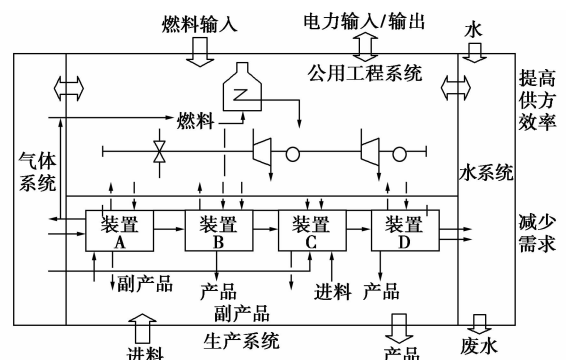 燃料输入
电力输入/输出
水
公用工程系统
提高
供方
效率
燃料
气体
系统
水系统
装置
A
装置
B
装置
C
装置
D
减少
需求
副产品
产品
副产品
进料
产品
生产系统
进料
产品
废水